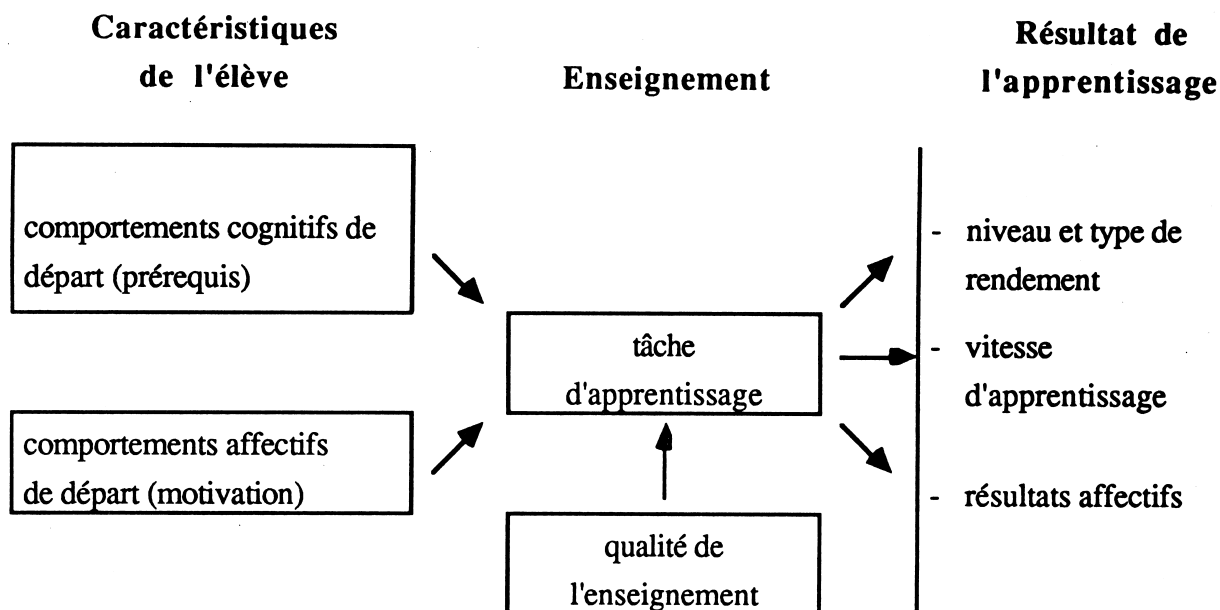 Caractéristiques
de l'élève
Enseignement
Résultat de
l'apprentissage
comportements cognitifs de
départ (prérequis)
comportements affectifs
de départ (motivation)
tâche
d'apprentissage
qualité de
l'enseignement
- niveau et type de
rendement
- vitesse
d'apprentissage
- résultats affectifs